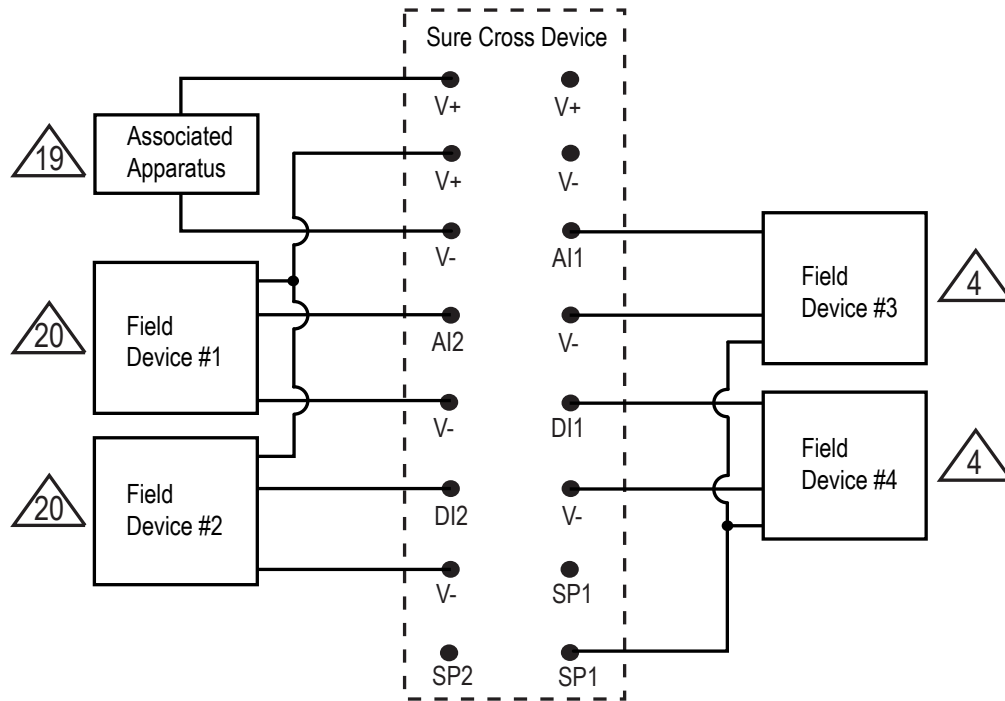 Sure Cross Device
V+ V+
Associated
Apparatus
19
V+ V-
V- AI1
Field
Device #1
20
Field
Device #3
4
AI2 V-
V- DI1
Field
Device #2
20
Field
Device #4
4
DI2 V-
V- SP1
SP2 SP1